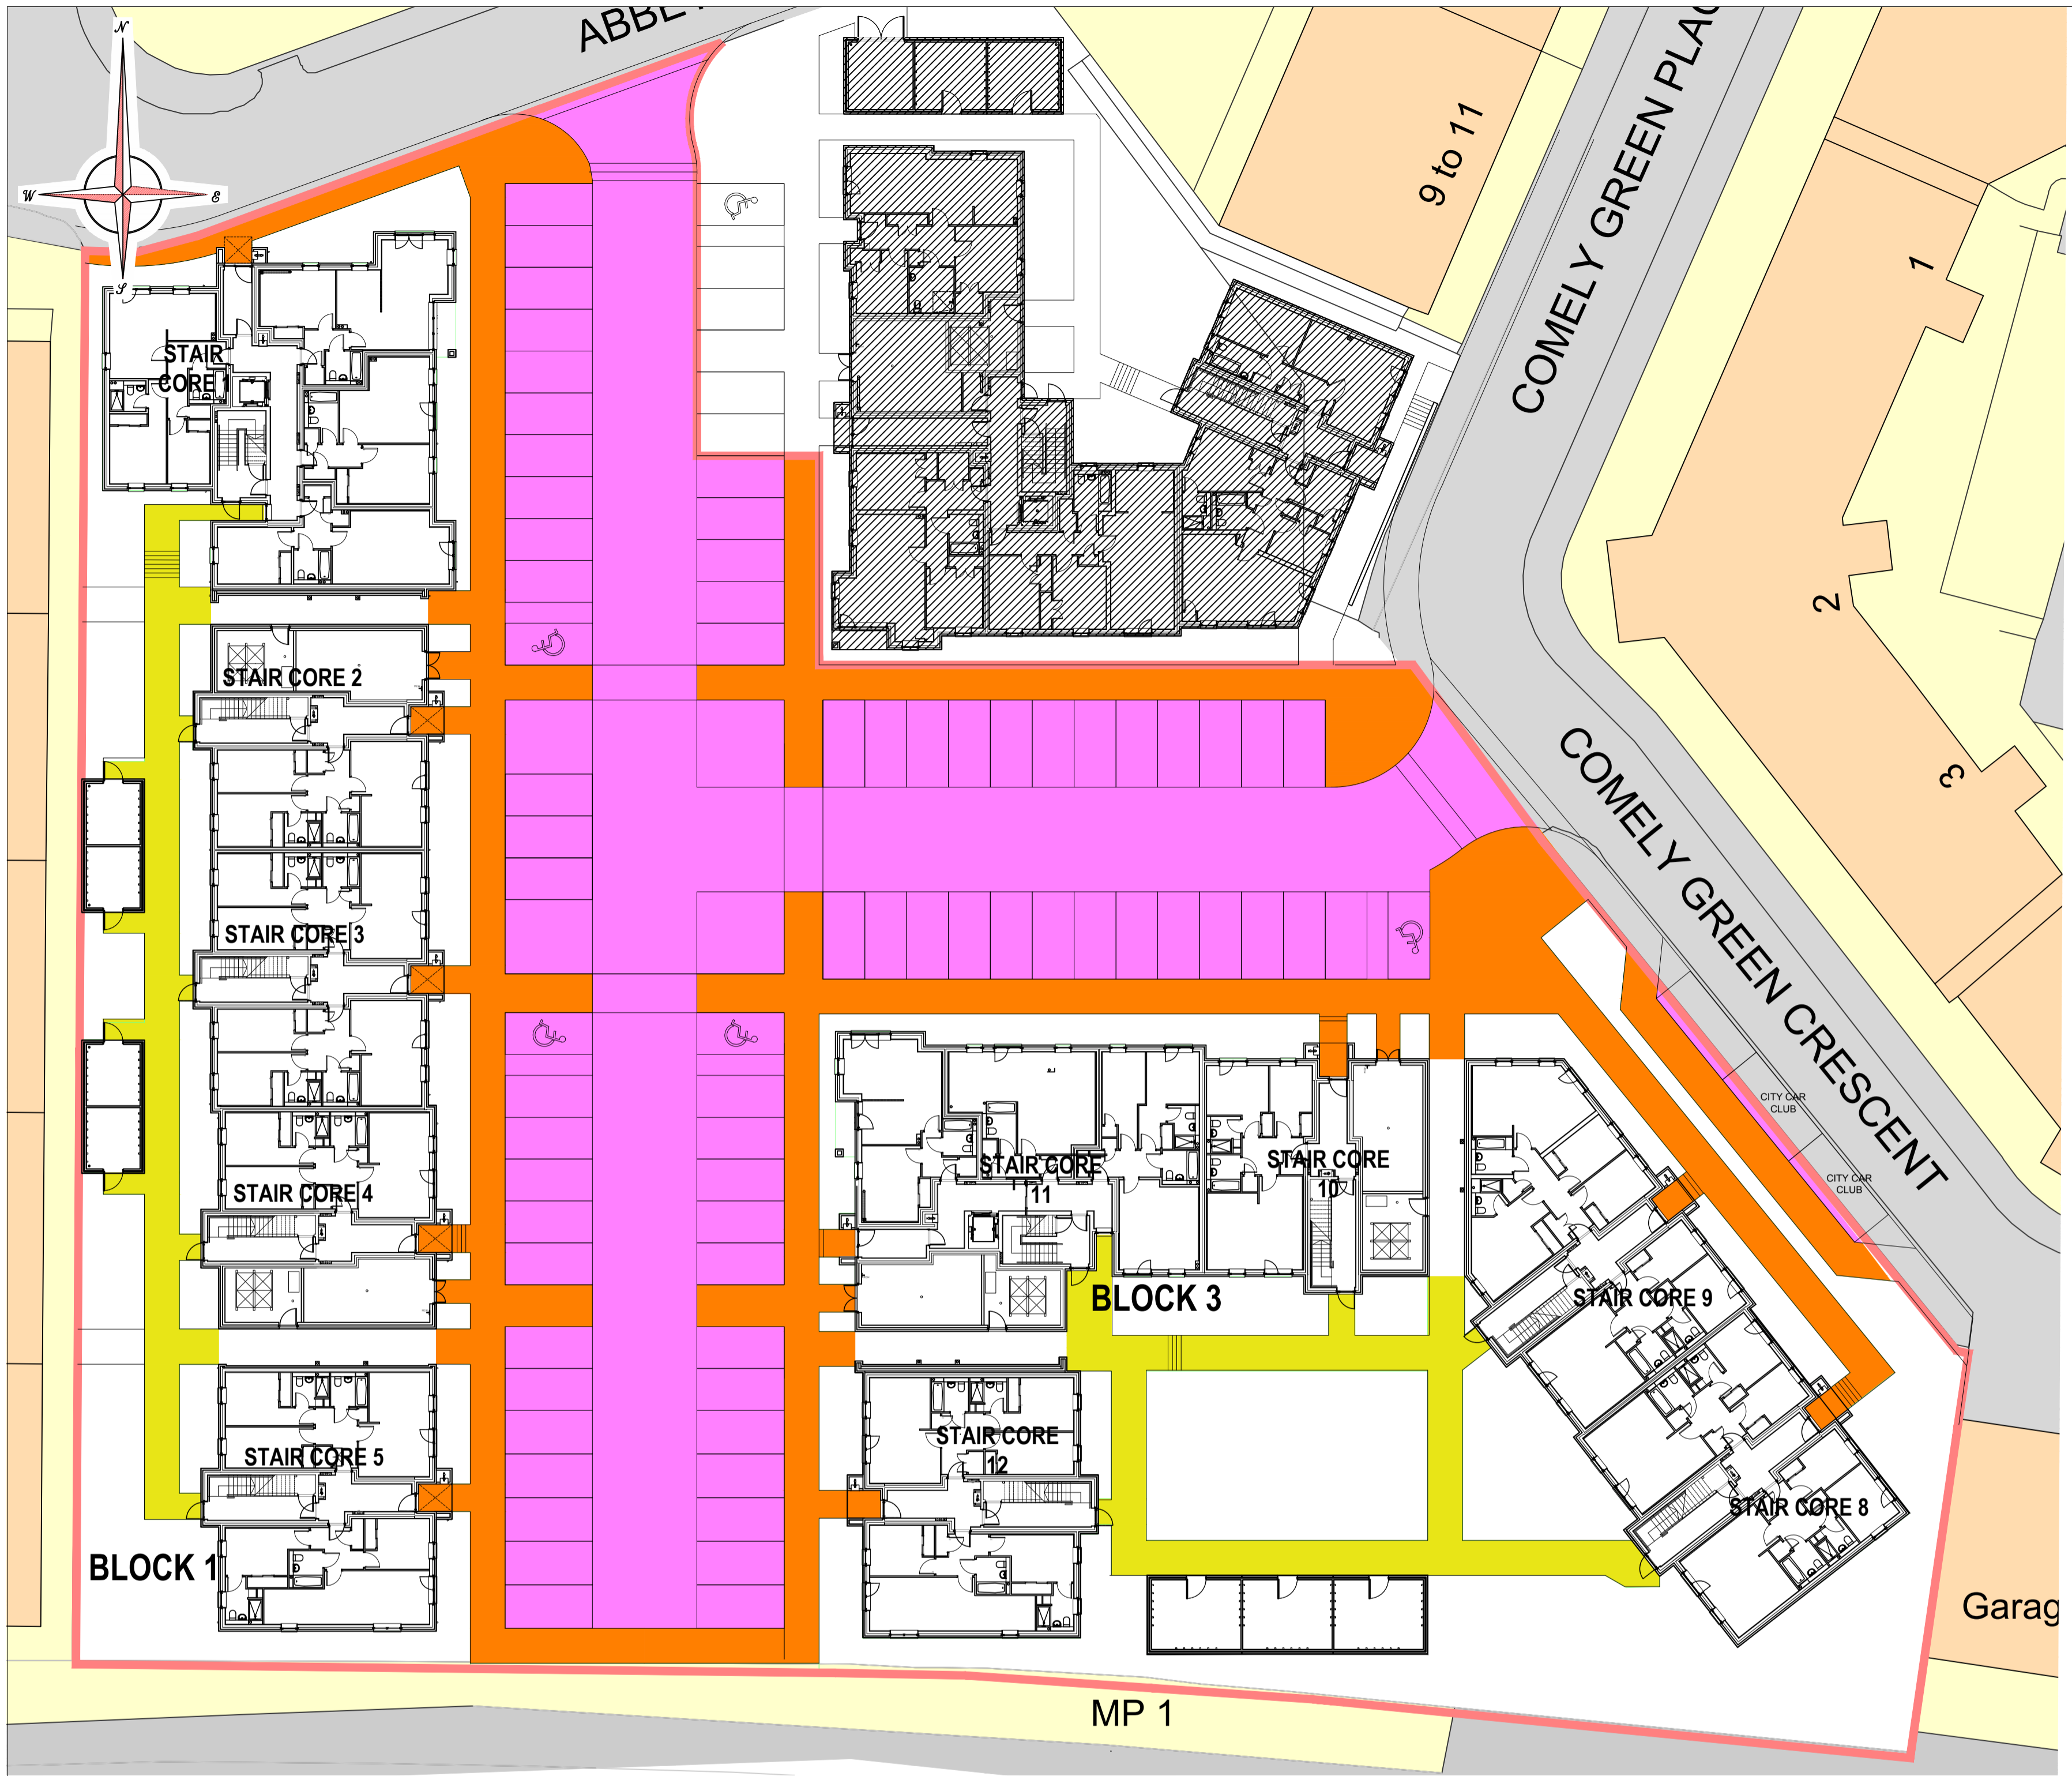 N
W
E
S
ABBEY
COMELY GREEN PLAC
9 to 11
1
2
3
COMELY GREEN CRESCENT
CITY CAR
CLUB
CITY CAR
CLUB
STAIR
CORE 1
STAIR CORE 2
STAIR CORE 3
STAIR CORE 4
STAIR CORE 5
BLOCK 1
STAIR CORE
11
STAIR CORE
10
BLOCK 3
STAIR CORE
12
STAIR CORE 9
STAIR CORE 8
Garag
MP 1